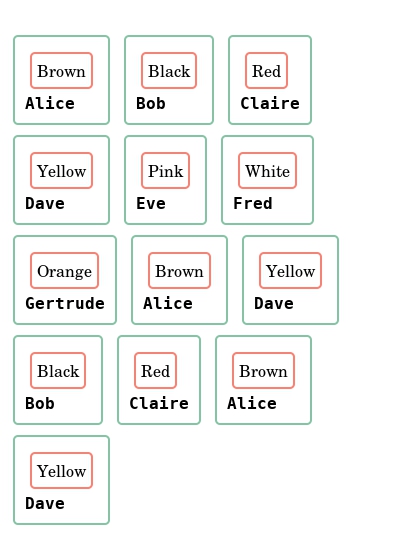 Brown Black Red
Alice Bob Claire
Yellow Pink White
Dave Eve Fred
Orange Brown Yellow
Gertrude Alice Dave
Black Red Brown
Bob Claire Alice
Yellow
Dave